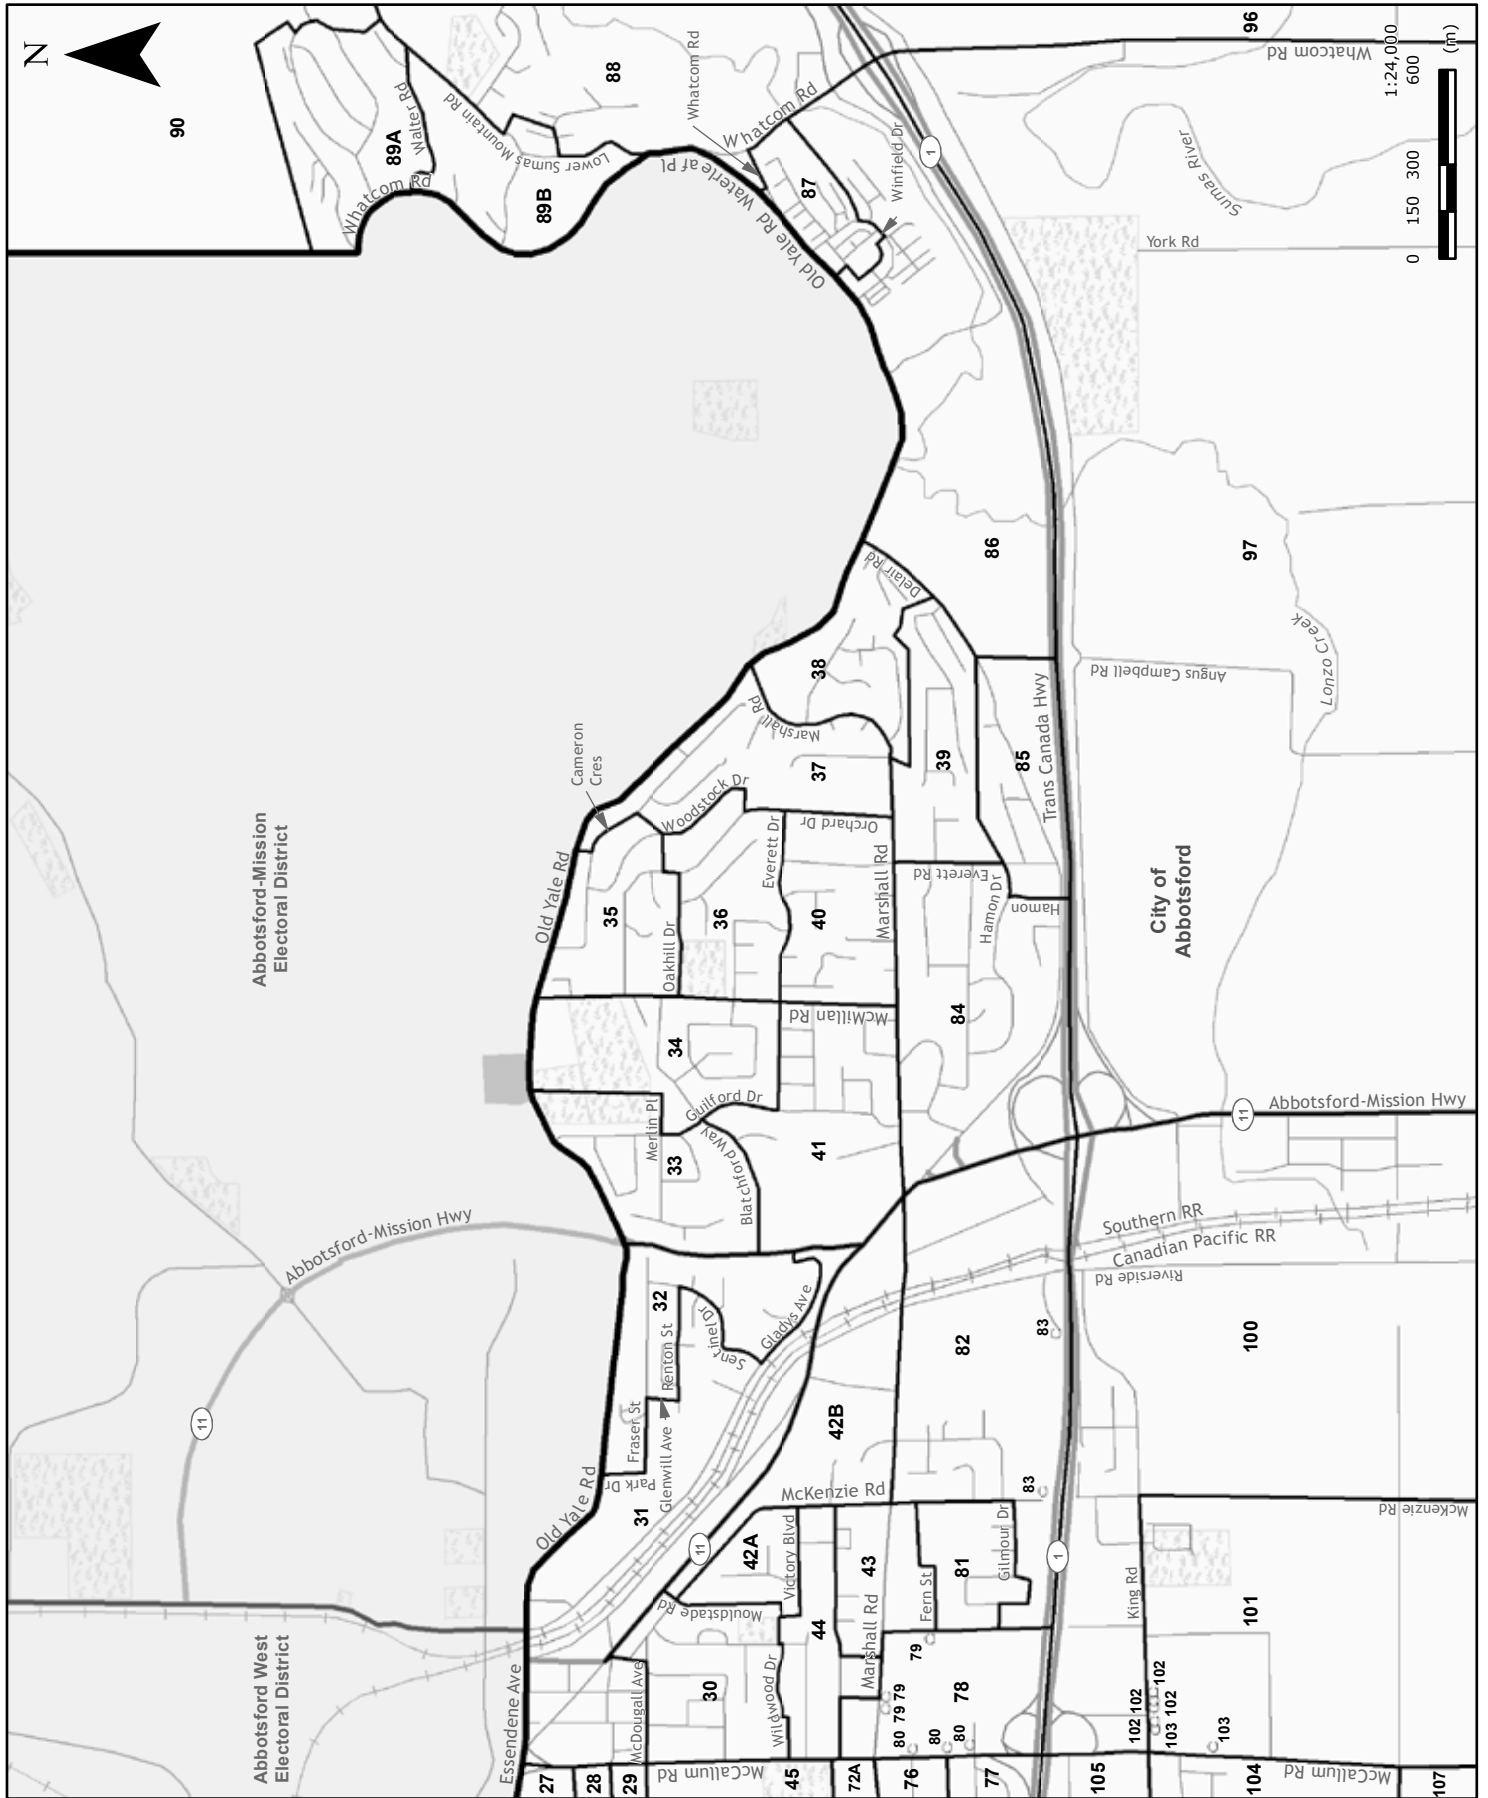 Abbotsford West
Electoral District
Abbotsford-Mission
Electoral District
90
N
11
Abbotsford-Mission Hwy
Whatcom Rd
89A
Walter Rd
Essendene Ave
Old Yale Rd
Old Yale Rd
Cameron
Cres
89B
Lower Sumas Mountain Rd
88
27
28
29
McDougall Ave
31
Park Dr
Fraser St
Glenwill Ave
Renton St
32
Merlin Pl
33
34
Guilford Dr
Oakhill Dr
35
Woodstock Dr
Waterleaf Pl
Whatcom Rd
Whatcom Rd
McCallum Rd
30
11
Mouldstade Rd
42A
Sentinel Dr
Gladys Ave
Blatchford Way
36
Everett Dr
Marshall Rd
Old Yale Rd
87
Winfield Dr
45
Wildwood Dr
44
Victory Blvd
McKenzie Rd
42B
41
McMillan Rd
40
Orchard Dr
37
38
72A
Marshall Rd
43
Marshall Rd
Delair Rd
1
76
80
79
79
79
Fern St
81
82
84
Everett Rd
39
77
80
80
78
Gilmour Dr
83
83
Hamon Dr
Hamon
85
86
Trans Canada Hwy
1
105
102
102
102
King Rd
Riverside Rd
Canadian Pacific RR
Southern RR
Angus Campbell Rd
York Rd
Sumas River
103
102
103
City of
Abbotsford
104
101
100
11
Abbotsford-Mission Hwy
97
Lonzo Creek
96
Whatcom Rd
McCallum Rd
McKenzie Rd
107
1:24,000
0 150 300 600
(m)